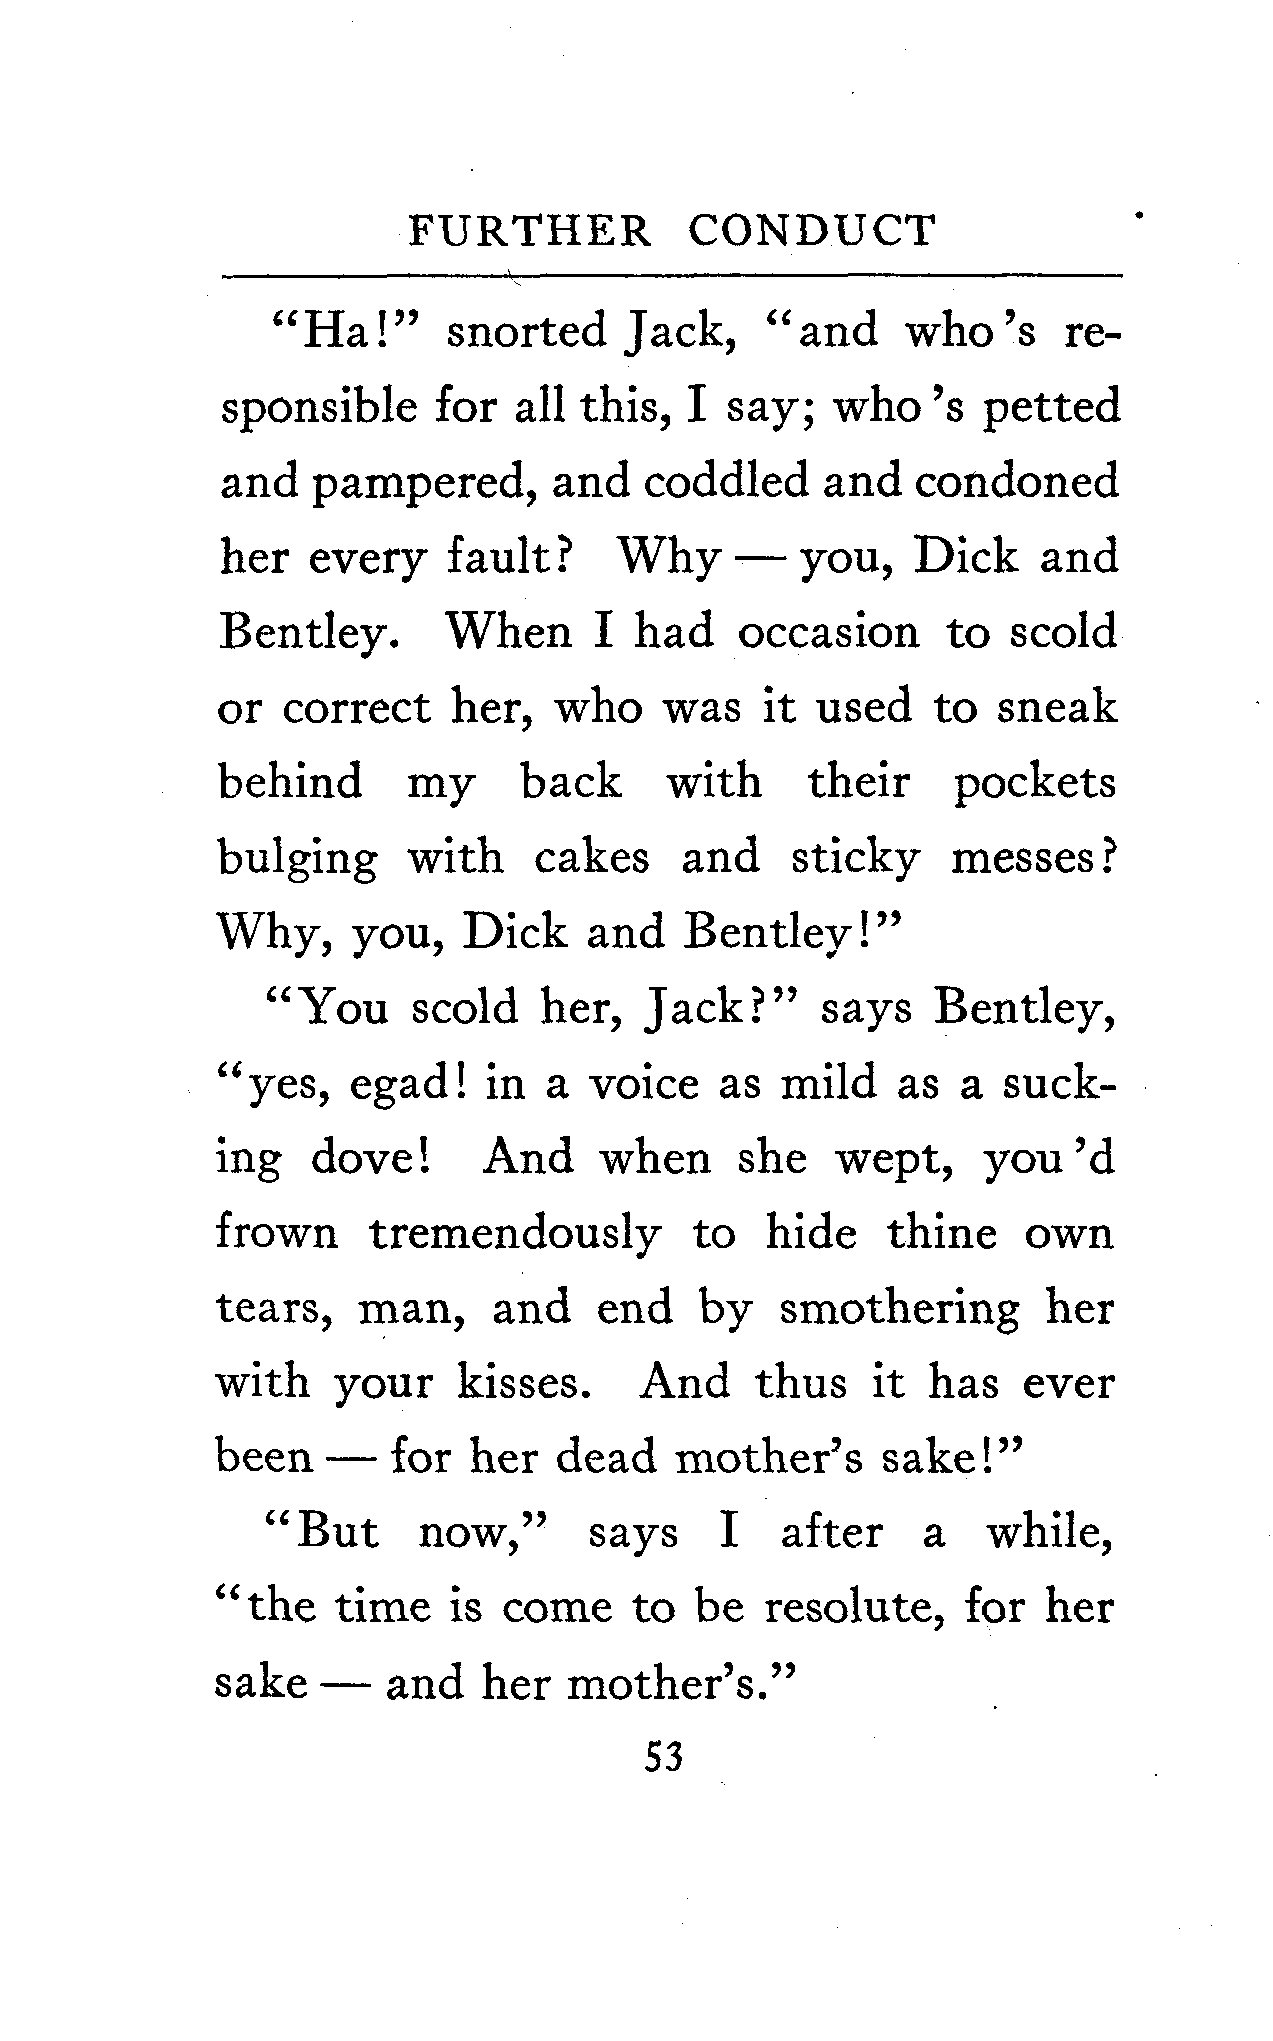 FURTHER CONDUCT
"Ha!" snorted Jack, "and who 's re-
sponsible for all this, I say; who 's petted
and pampered, and coddled and condoned
her every fault? Why — you, Dick and
Bentley. When I had occasion to scold
or correct her, who was it used to sneak
behind my back with their pockets
bulging with cakes and sticky messes?
Why, you, Dick and Bentley!"
"You scold her, Jack?" says Bentley,
"yes, egad! in a voice as mild as a suck-
ing dove! And when she wept, you 'd
frown tremendously to hide thine own
tears, man, and end by smothering her
with your kisses. And thus it has ever
been — for her dead mother's sake!"
"But now," says I after a while,
"the time is come to be resolute, for her
sake — and her mother's."
53